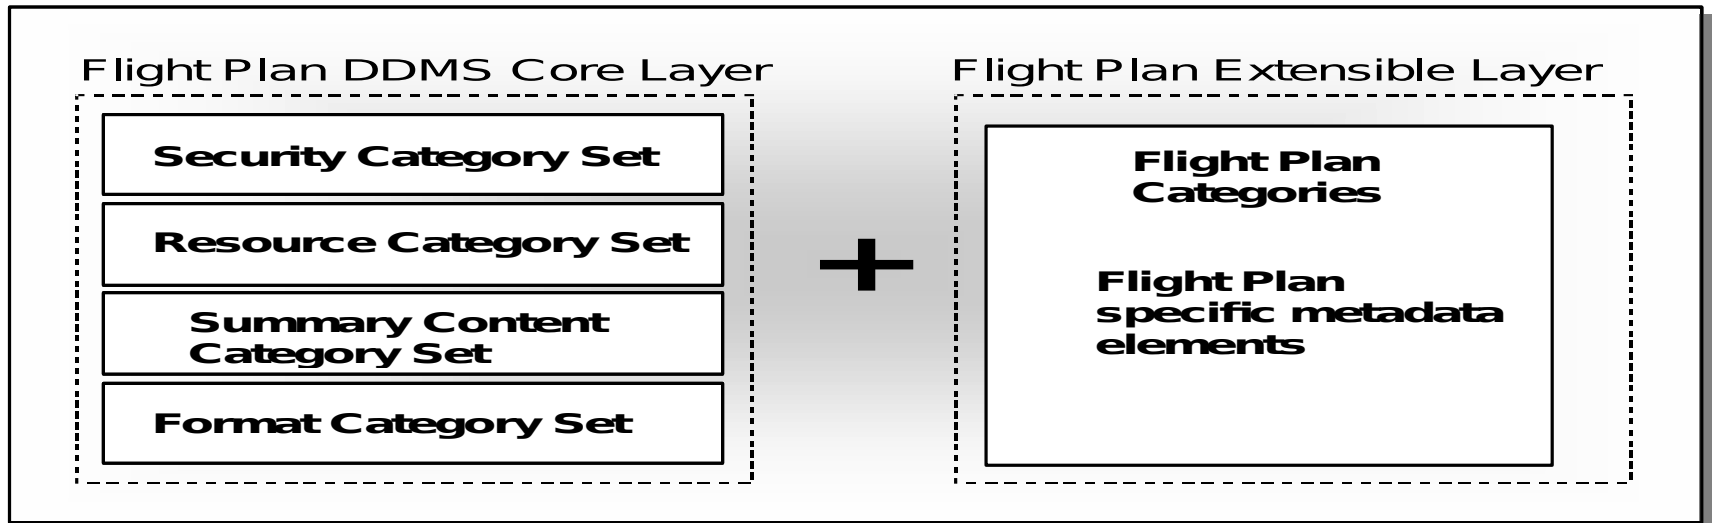 Flight Plan DDMS Core Layer
Security Category Set
Resource Category Set
Summary Content
Category Set
Format Category Set
+
Flight Plan Extensible Layer
Flight Plan
Categories
Flight Plan
specific metadata
elements